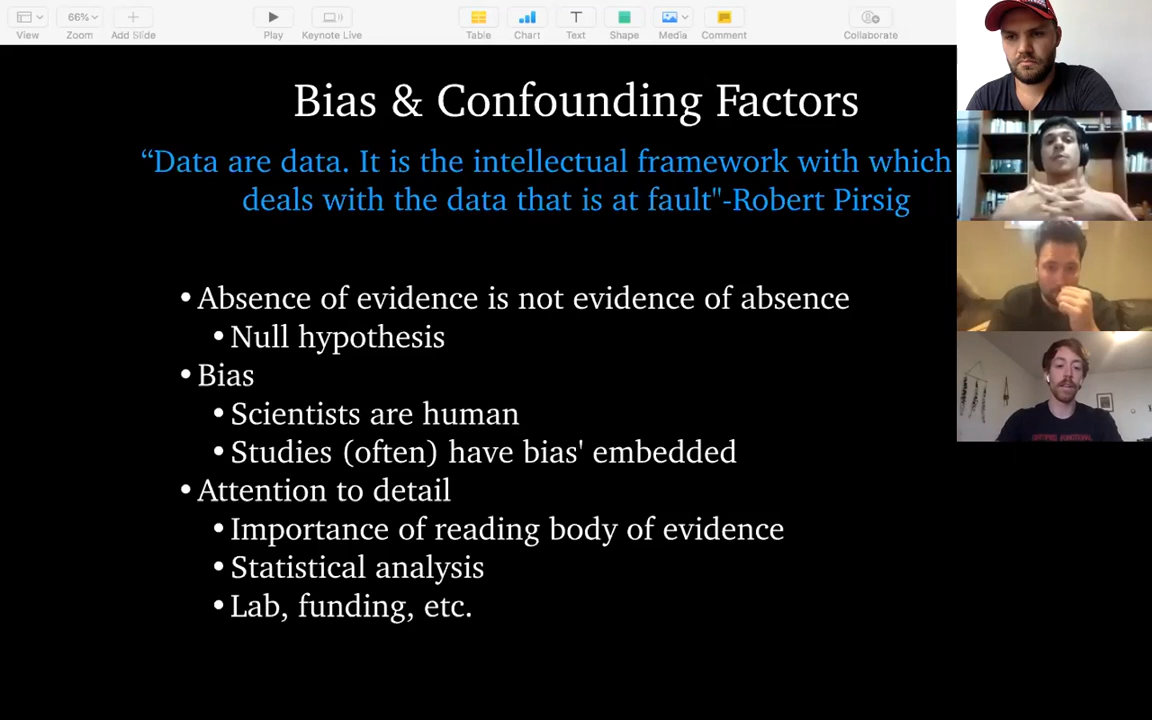 View
66%
Zoom
Add Slide
Play
Keynote Live
Table
Chart
Text
Shape
Media
Comment
Collaborate
Bias & Confounding Factors
“Data are data. It is the intellectual framework with which
deals with the data that is at fault"-Robert Pirsig
•Absence of evidence is not evidence of absence
•Null hypothesis
•Bias
•Scientists are human
•Studies (often) have bias' embedded
•Attention to detail
•Importance of reading body of evidence
•Statistical analysis
•Lab, funding, etc.